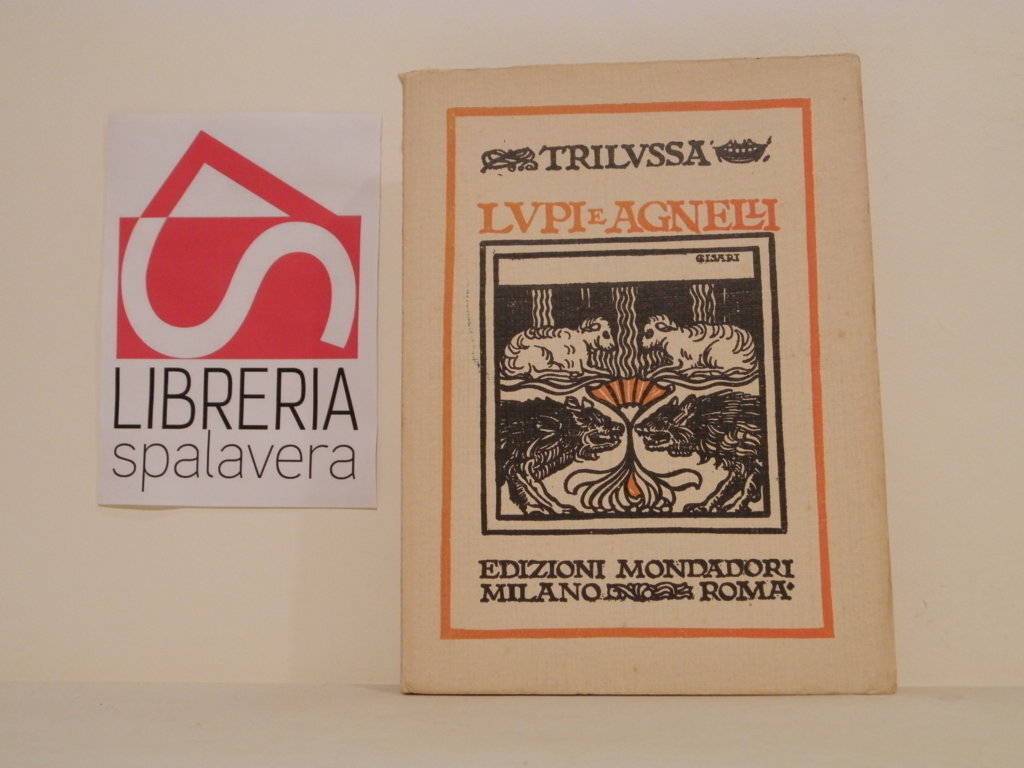 LIBRERIA
spalavera
TRILVSSA
LVPI E AGNELLI
GISARI
EDIZIONI MONDADORI
MILANO ROMA